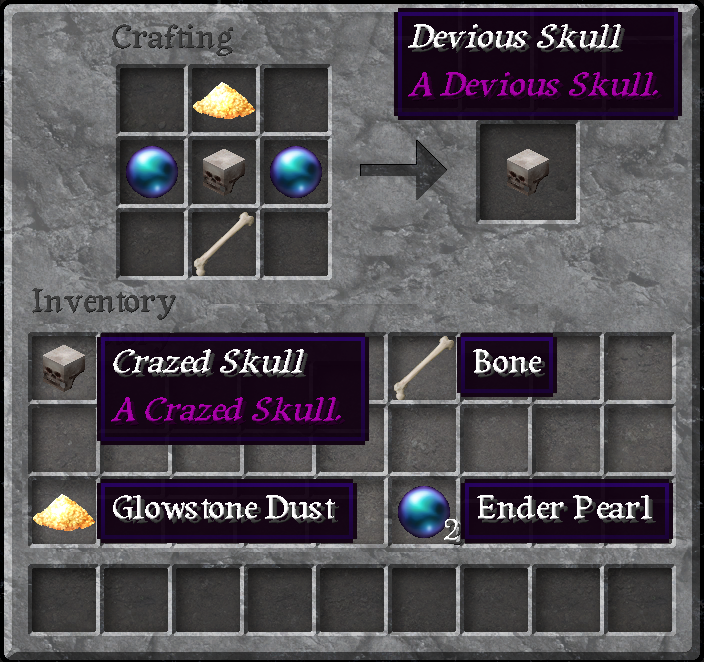 Crafting
Devious Skull
A Devious Skull.
Inventory
Crazed Skull
A Crazed Skull.
Bone
Glowstone Dust
2
Ender Pearl